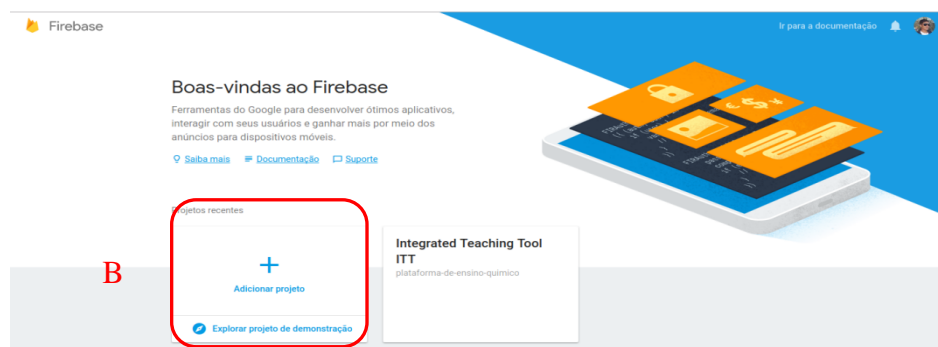 Firebase
Ir para a documentação
Boas-vindas ao Firebase
Ferramentas do Google para desenvolver ótimos aplicativos,
interagir com seus usuários e ganhar mais por meio dos
anúncios para dispositivos móveis.
Saiba mais Documentação Suporte
Projetos recentes
B
Adicionar projeto
Explorar projeto de demonstração
Integrated Teaching Tool
ITT
plataforma-de-ensino-quimico